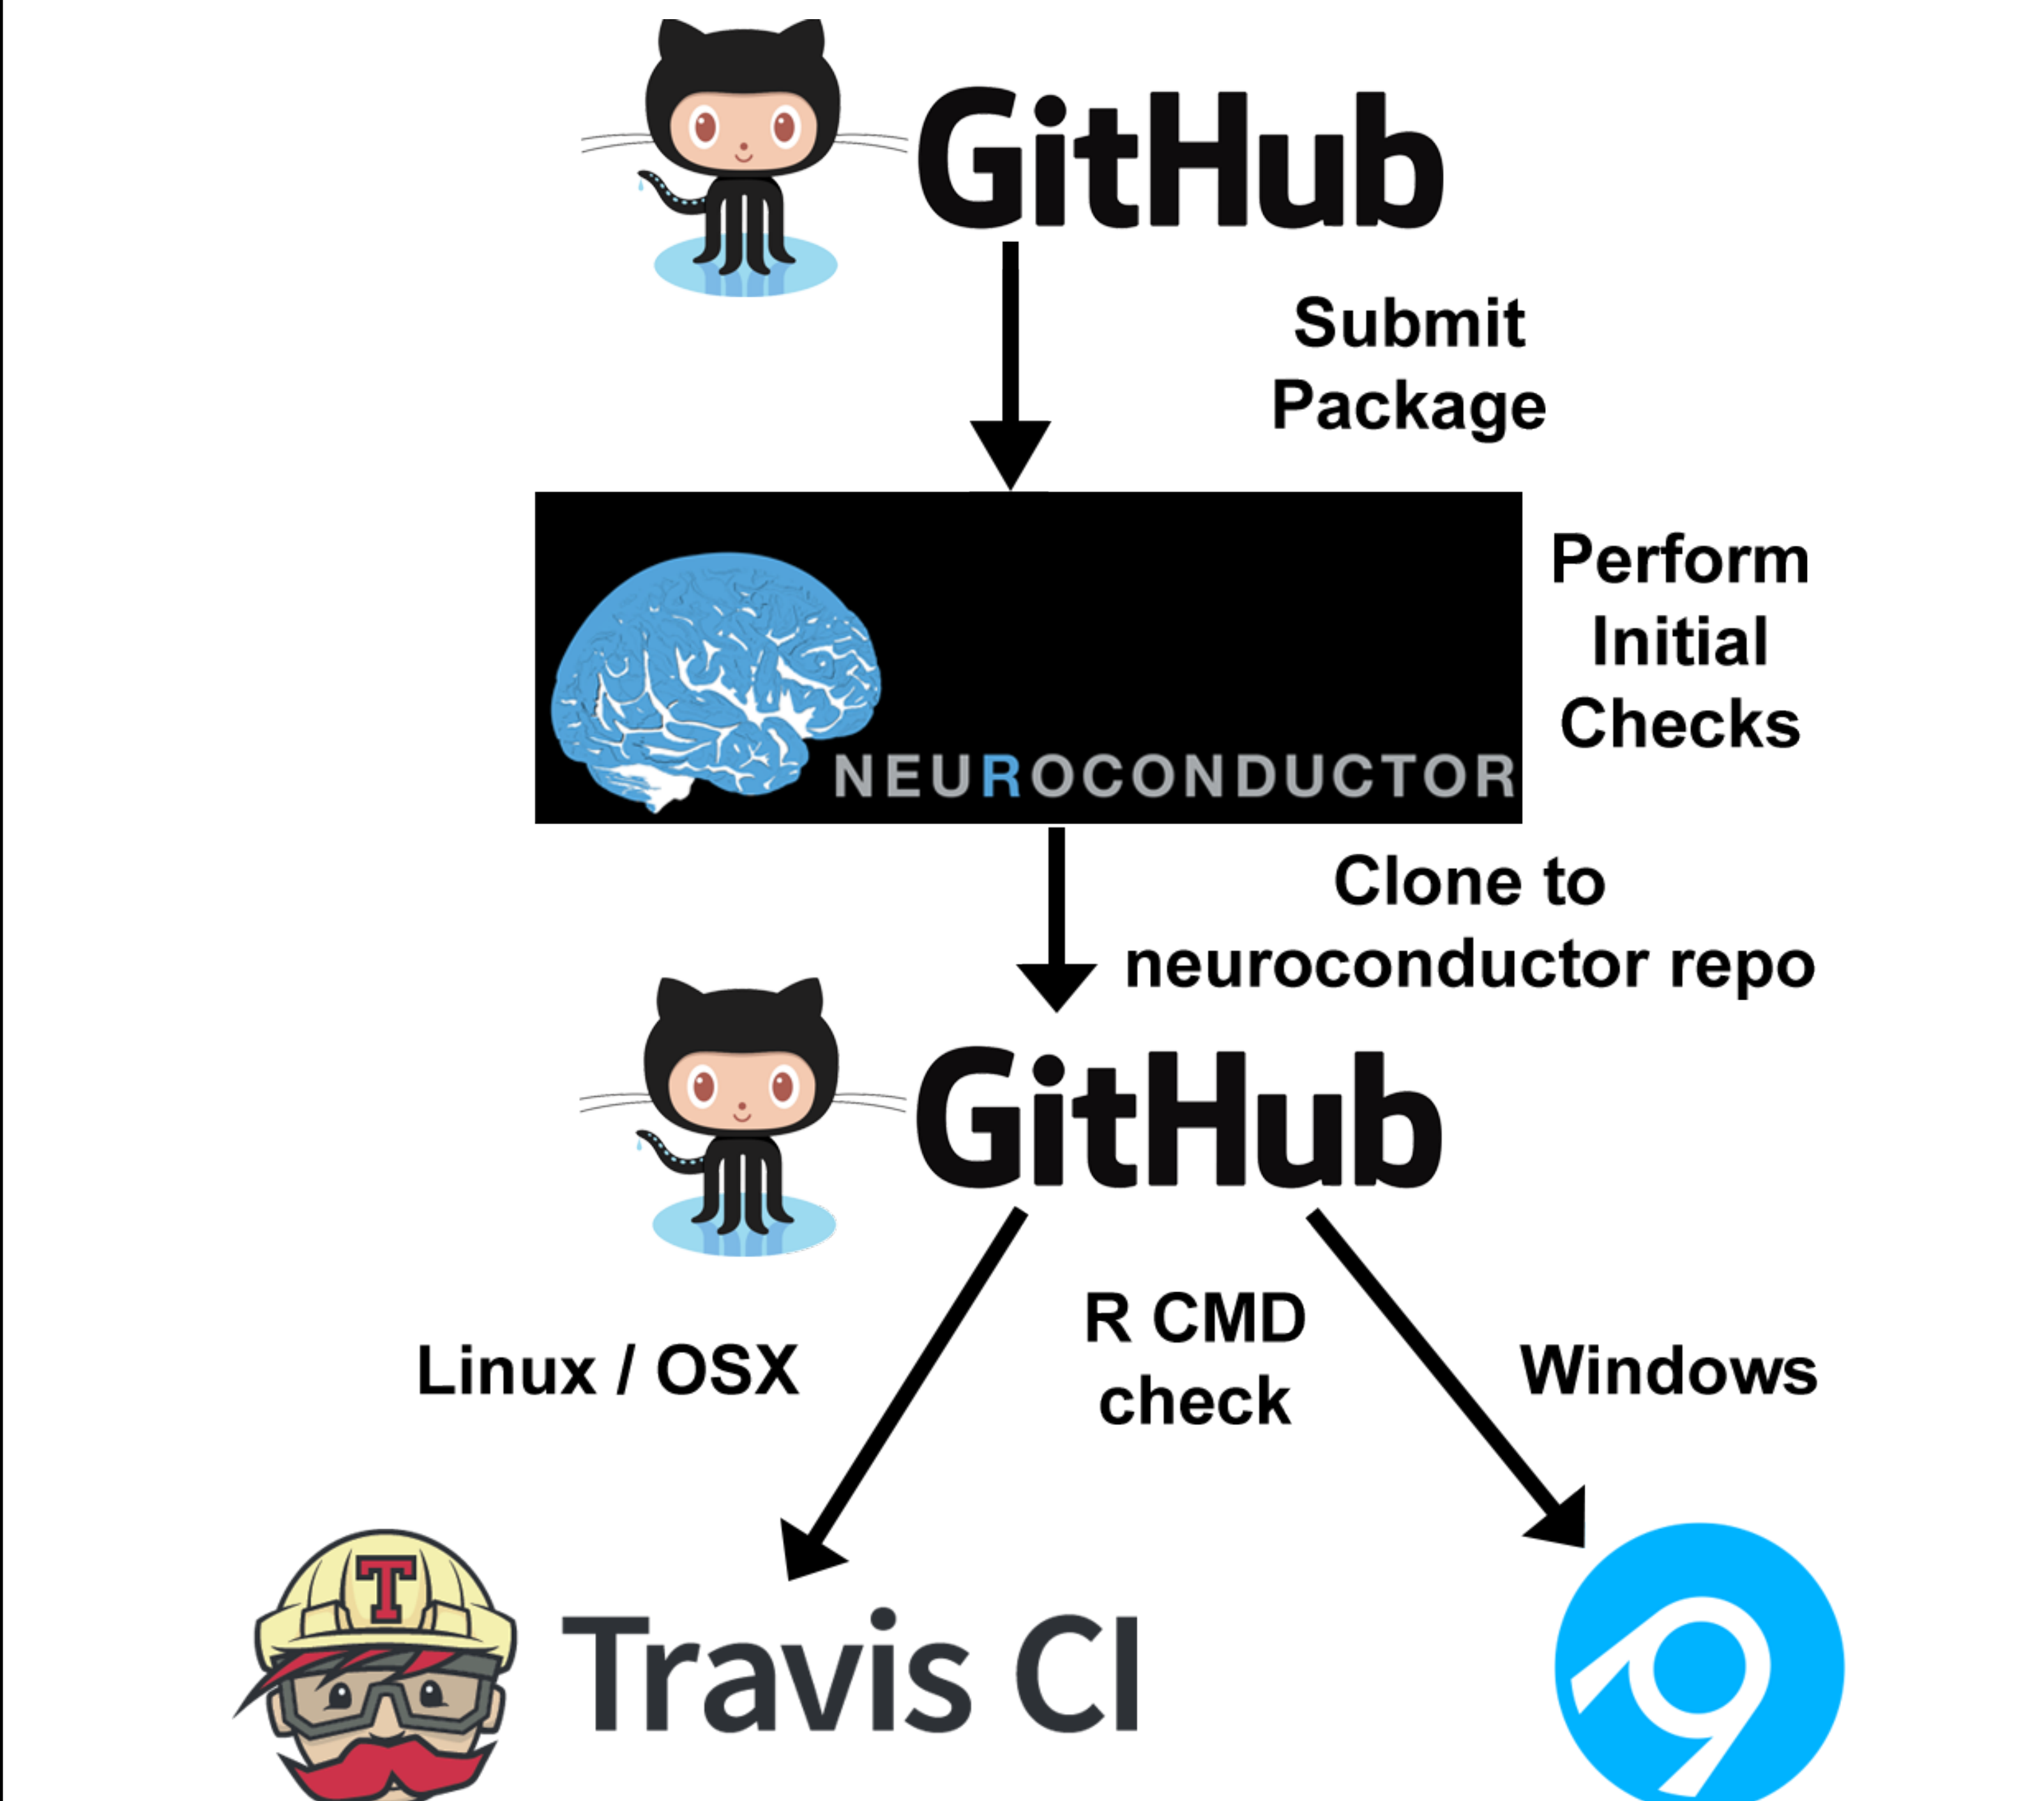 GitHub
Submit
Package
Perform
Initial
Checks
NEUROCONDUCTOR
Clone to
neuroconductor repo
GitHub
R CMD
check
Linux / OSX
Windows
T
Travis CI